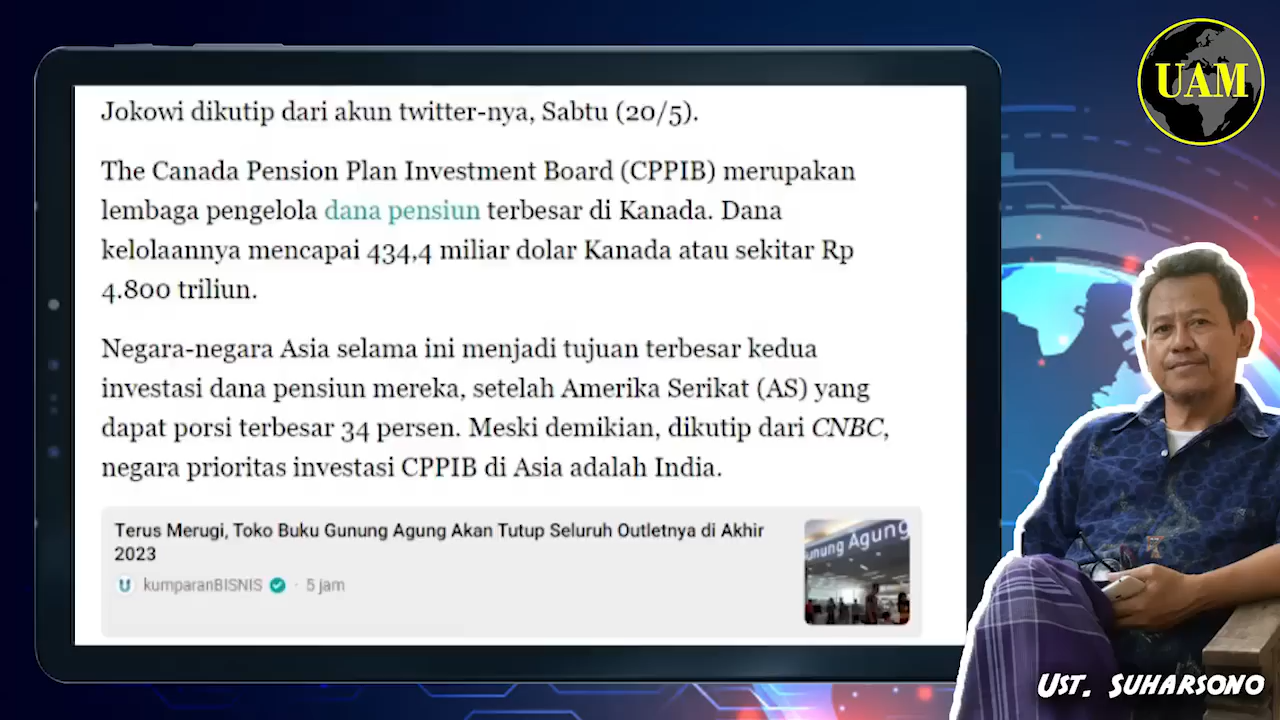 Jokowi dikutip dari akun twitter-nya, Sabtu (20/5).
The Canada Pension Plan Investment Board (CPPIB) merupakan
lembaga pengelola dana pensiun terbesar di Kanada. Dana
kelolaannya mencapai 434,4 miliar dolar Kanada atau sekitar Rp
4.800 triliun.
Negara-negara Asia selama ini menjadi tujuan terbesar kedua
investasi dana pensiun mereka, setelah Amerika Serikat (AS) yang
dapat porsi terbesar 34 persen. Meski demikian, dikutip dari CNBC,
negara prioritas investasi CPPIB di Asia adalah India.
Terus Merugi, Toko Buku Gunung Agung Akan Tutup Seluruh Outletnya di Akhir
2023
kumparanBISNIS · 5 jam
unung Agung
UAM
UST. SUHARSONO